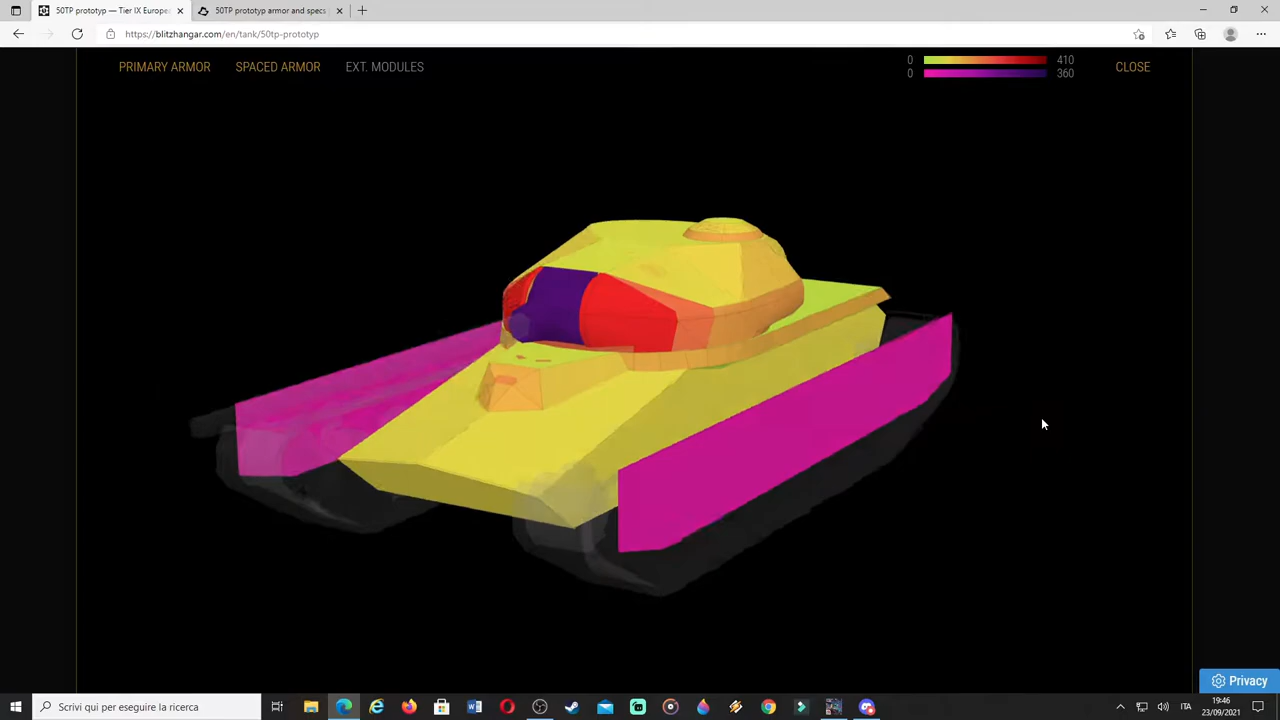 50TP prototyp — Tier IX Europe
50TP prototyp armor and specs
https://blitzhangar.com/en/tank/50tp-prototyp
PRIMARY ARMOR
SPACED ARMOR
EXT. MODULES
0
410
0
360
CLOSE
Privacy
Scrivi qui per eseguire la ricerca
ITA
19:46
23/09/2021